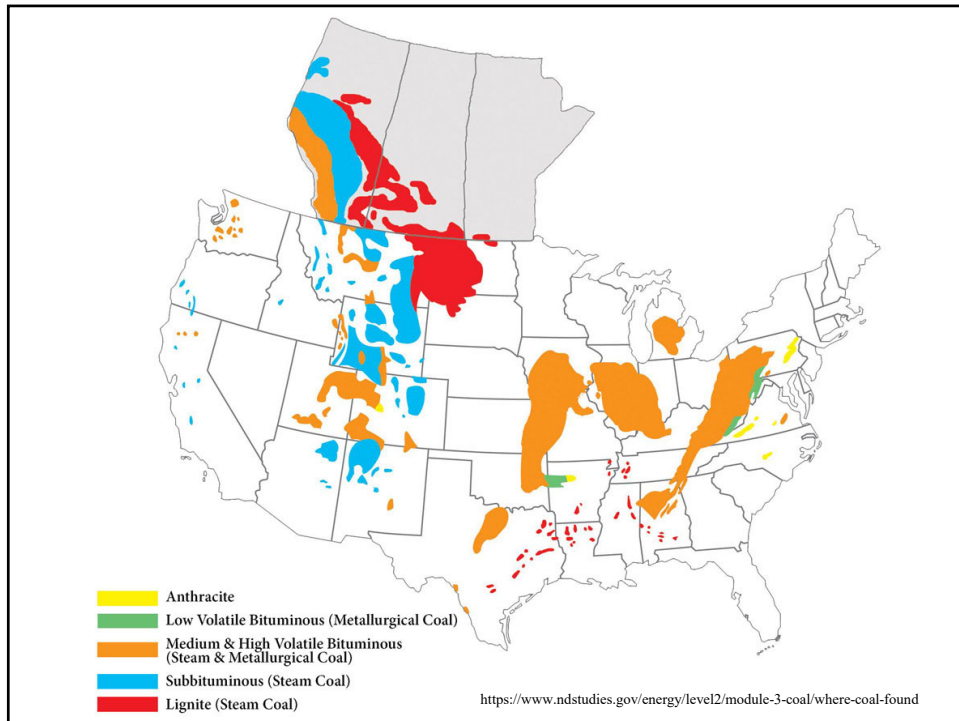 Anthracite
Low Volatile Bituminous (Metallurgical Coal)
Medium & High Volatile Bituminous
(Steam & Metallurgical Coal)
Subbituminous (Steam Coal)
Lignite (Steam Coal)
https://www.ndstudies.gov/energy/level2/module-3-coal/where-coal-found